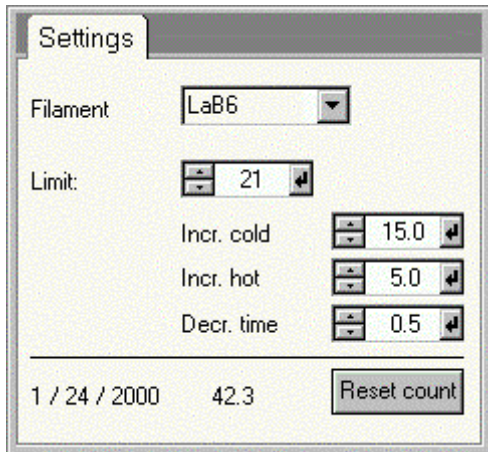 Settings
Filament LaB6
Limit: 21
Incr. cold 15.0
Incr. hot 5.0
Decr. time 0.5
1 / 24 / 2000 42.3 Reset count